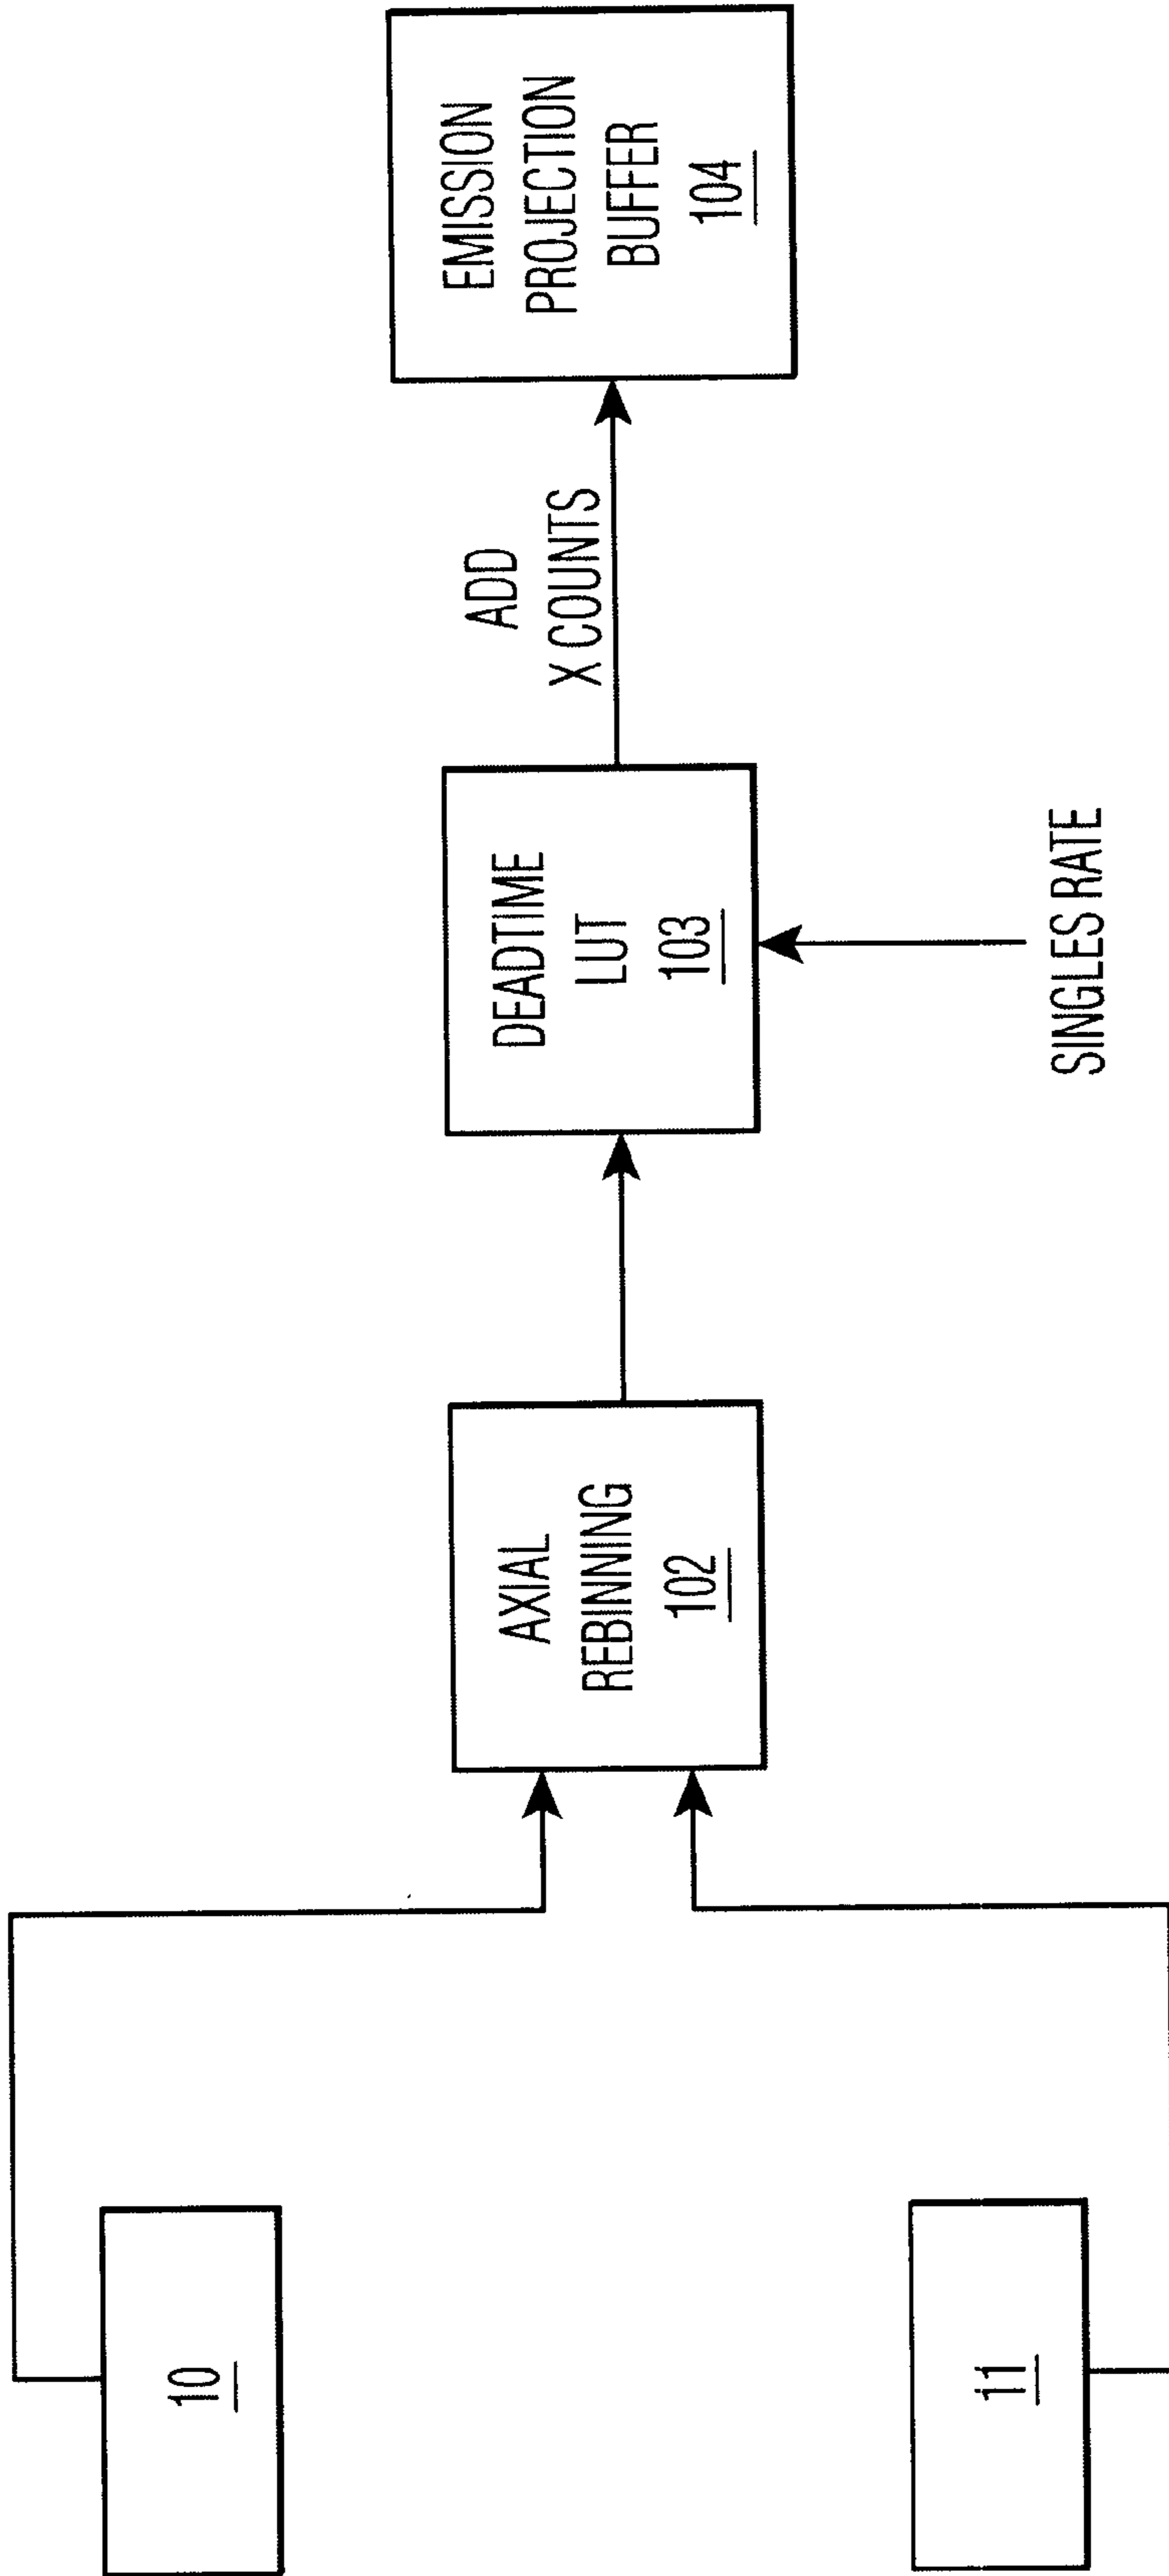 10
11
AXIAL
REBINNING
102
DEADTIME
LUT
103
SINGLES RATE
ADD
X COUNTS
EMISSION
PROJECTION
BUFFER
104